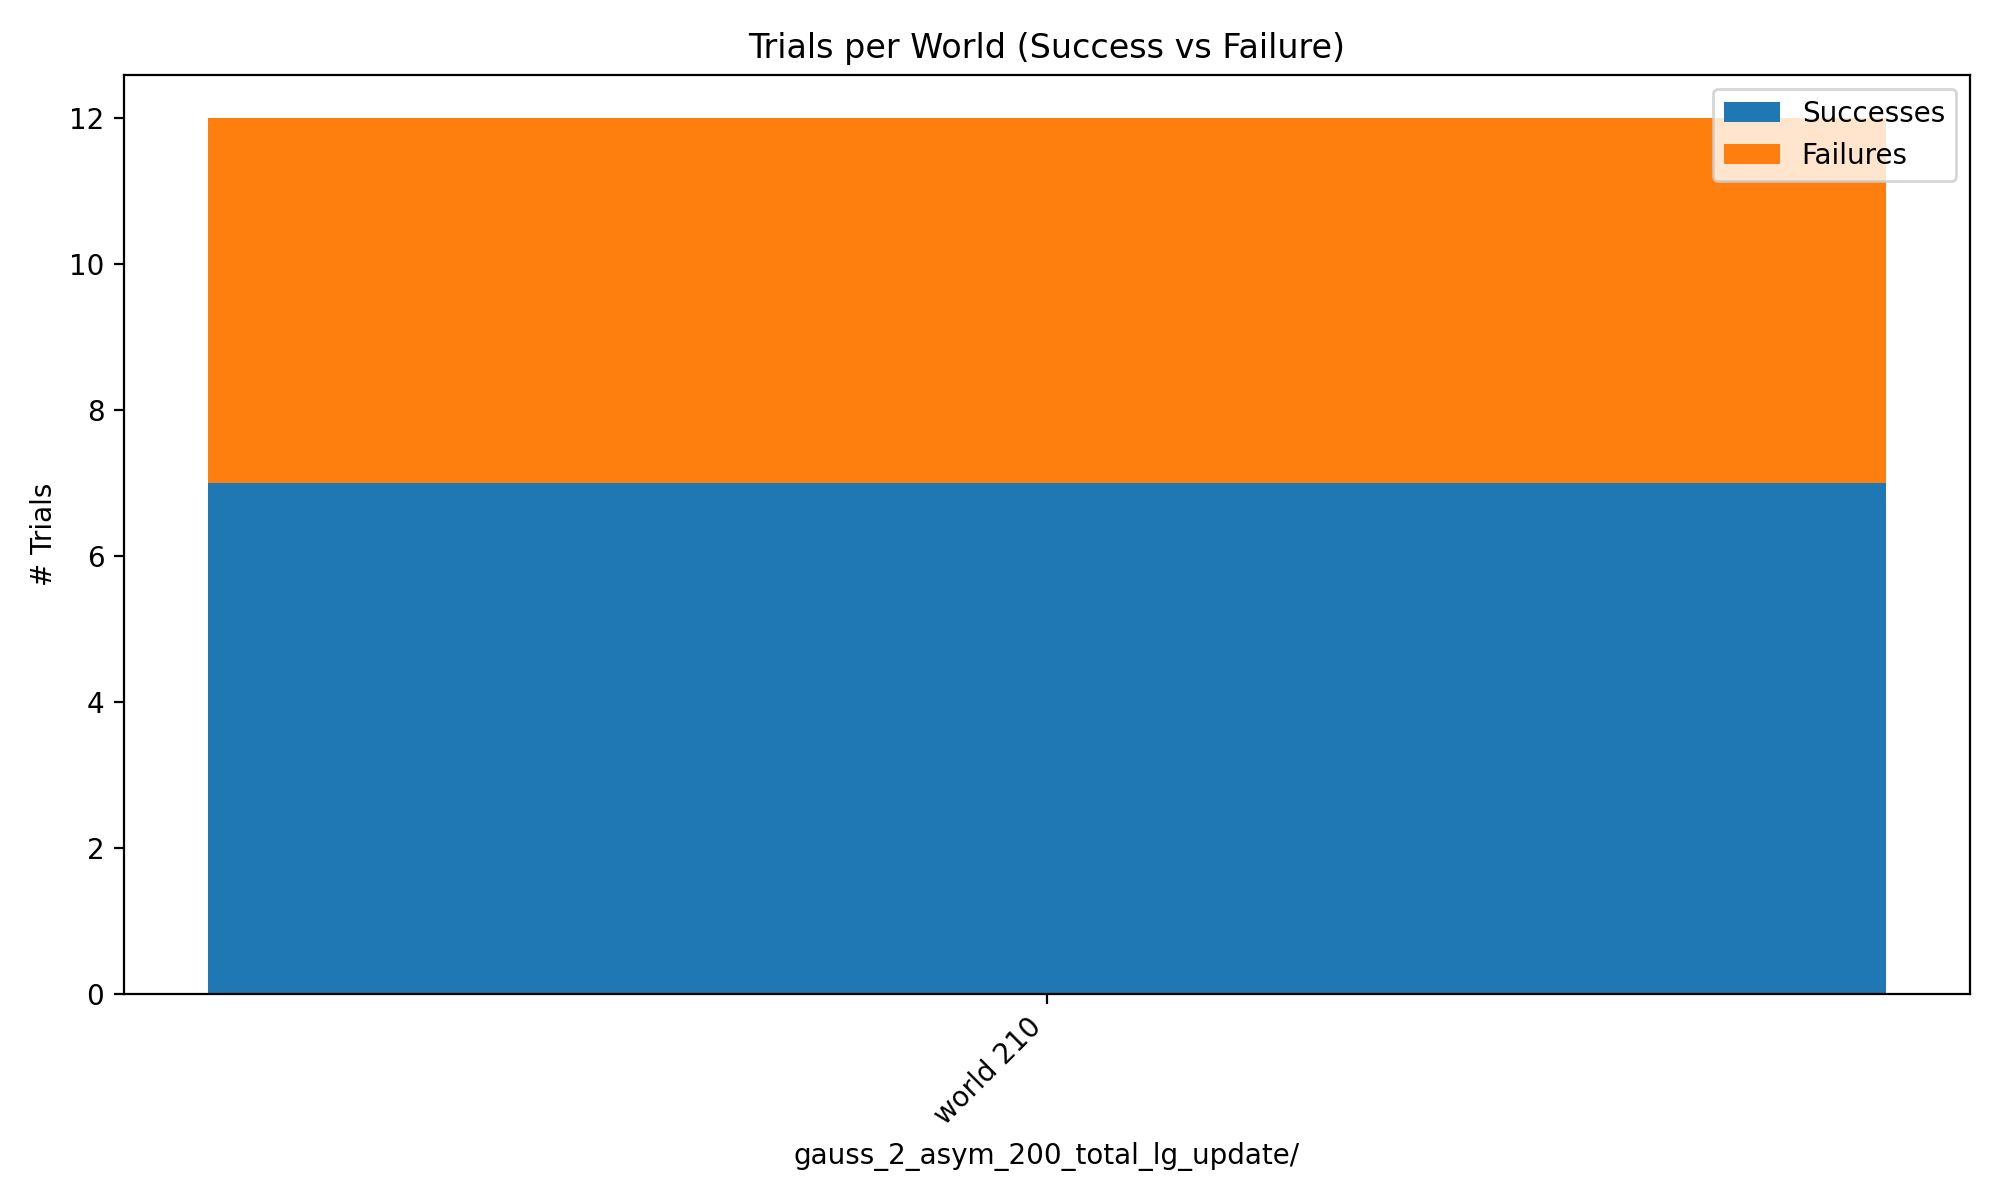 Trials per World (Success vs Failure)
Successes
Failures
12
10
8
6
4
2
0
# Trials
world 210
gauss_2_asym_200_total_lg_update/